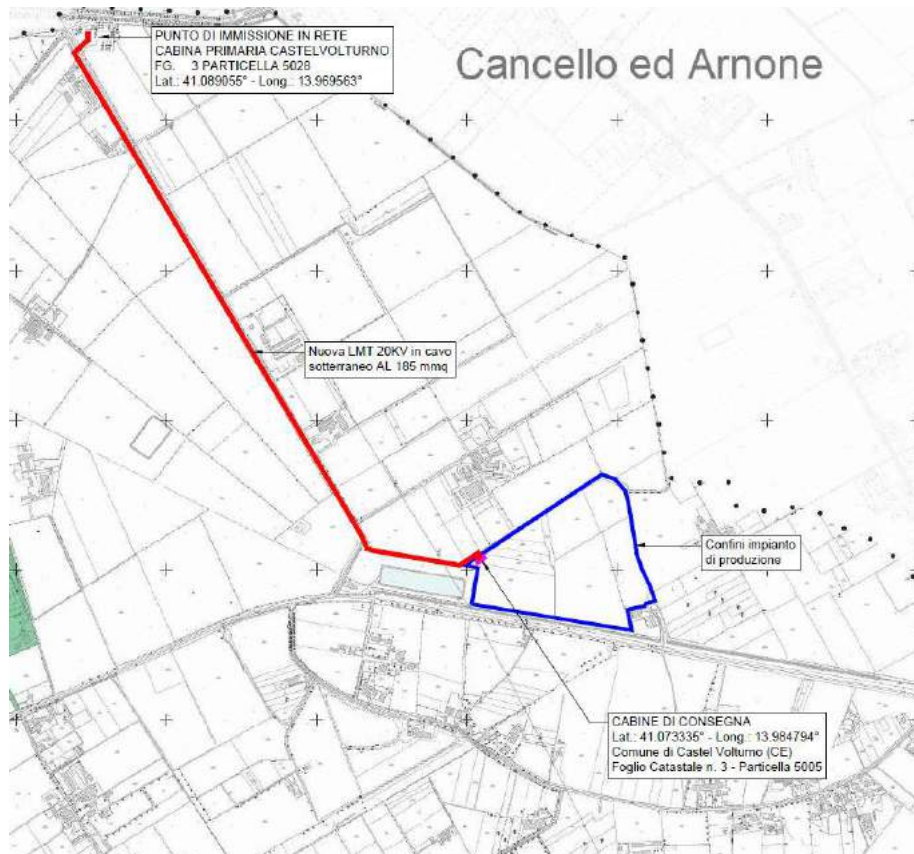 PUNTO DI IMMISSIONE IN RETE
CABINA PRIMARIA CASTELVOLTURNO
FG. 3 PARTICELLA 5028
Lat.: 41.089055° - Long.: 13.969563°
Cancello ed Arnone
Nuova LMT 20KV in cavo
sotterraneo AL 185 mmq
Confini impianto
di produzione
CABINE DI CONSEGNA
Lat.: 41.073335° - Long.: 13.984794°
Comune di Castel Volturno (CE)
Foglio Catastale n. 3 - Particella 5005